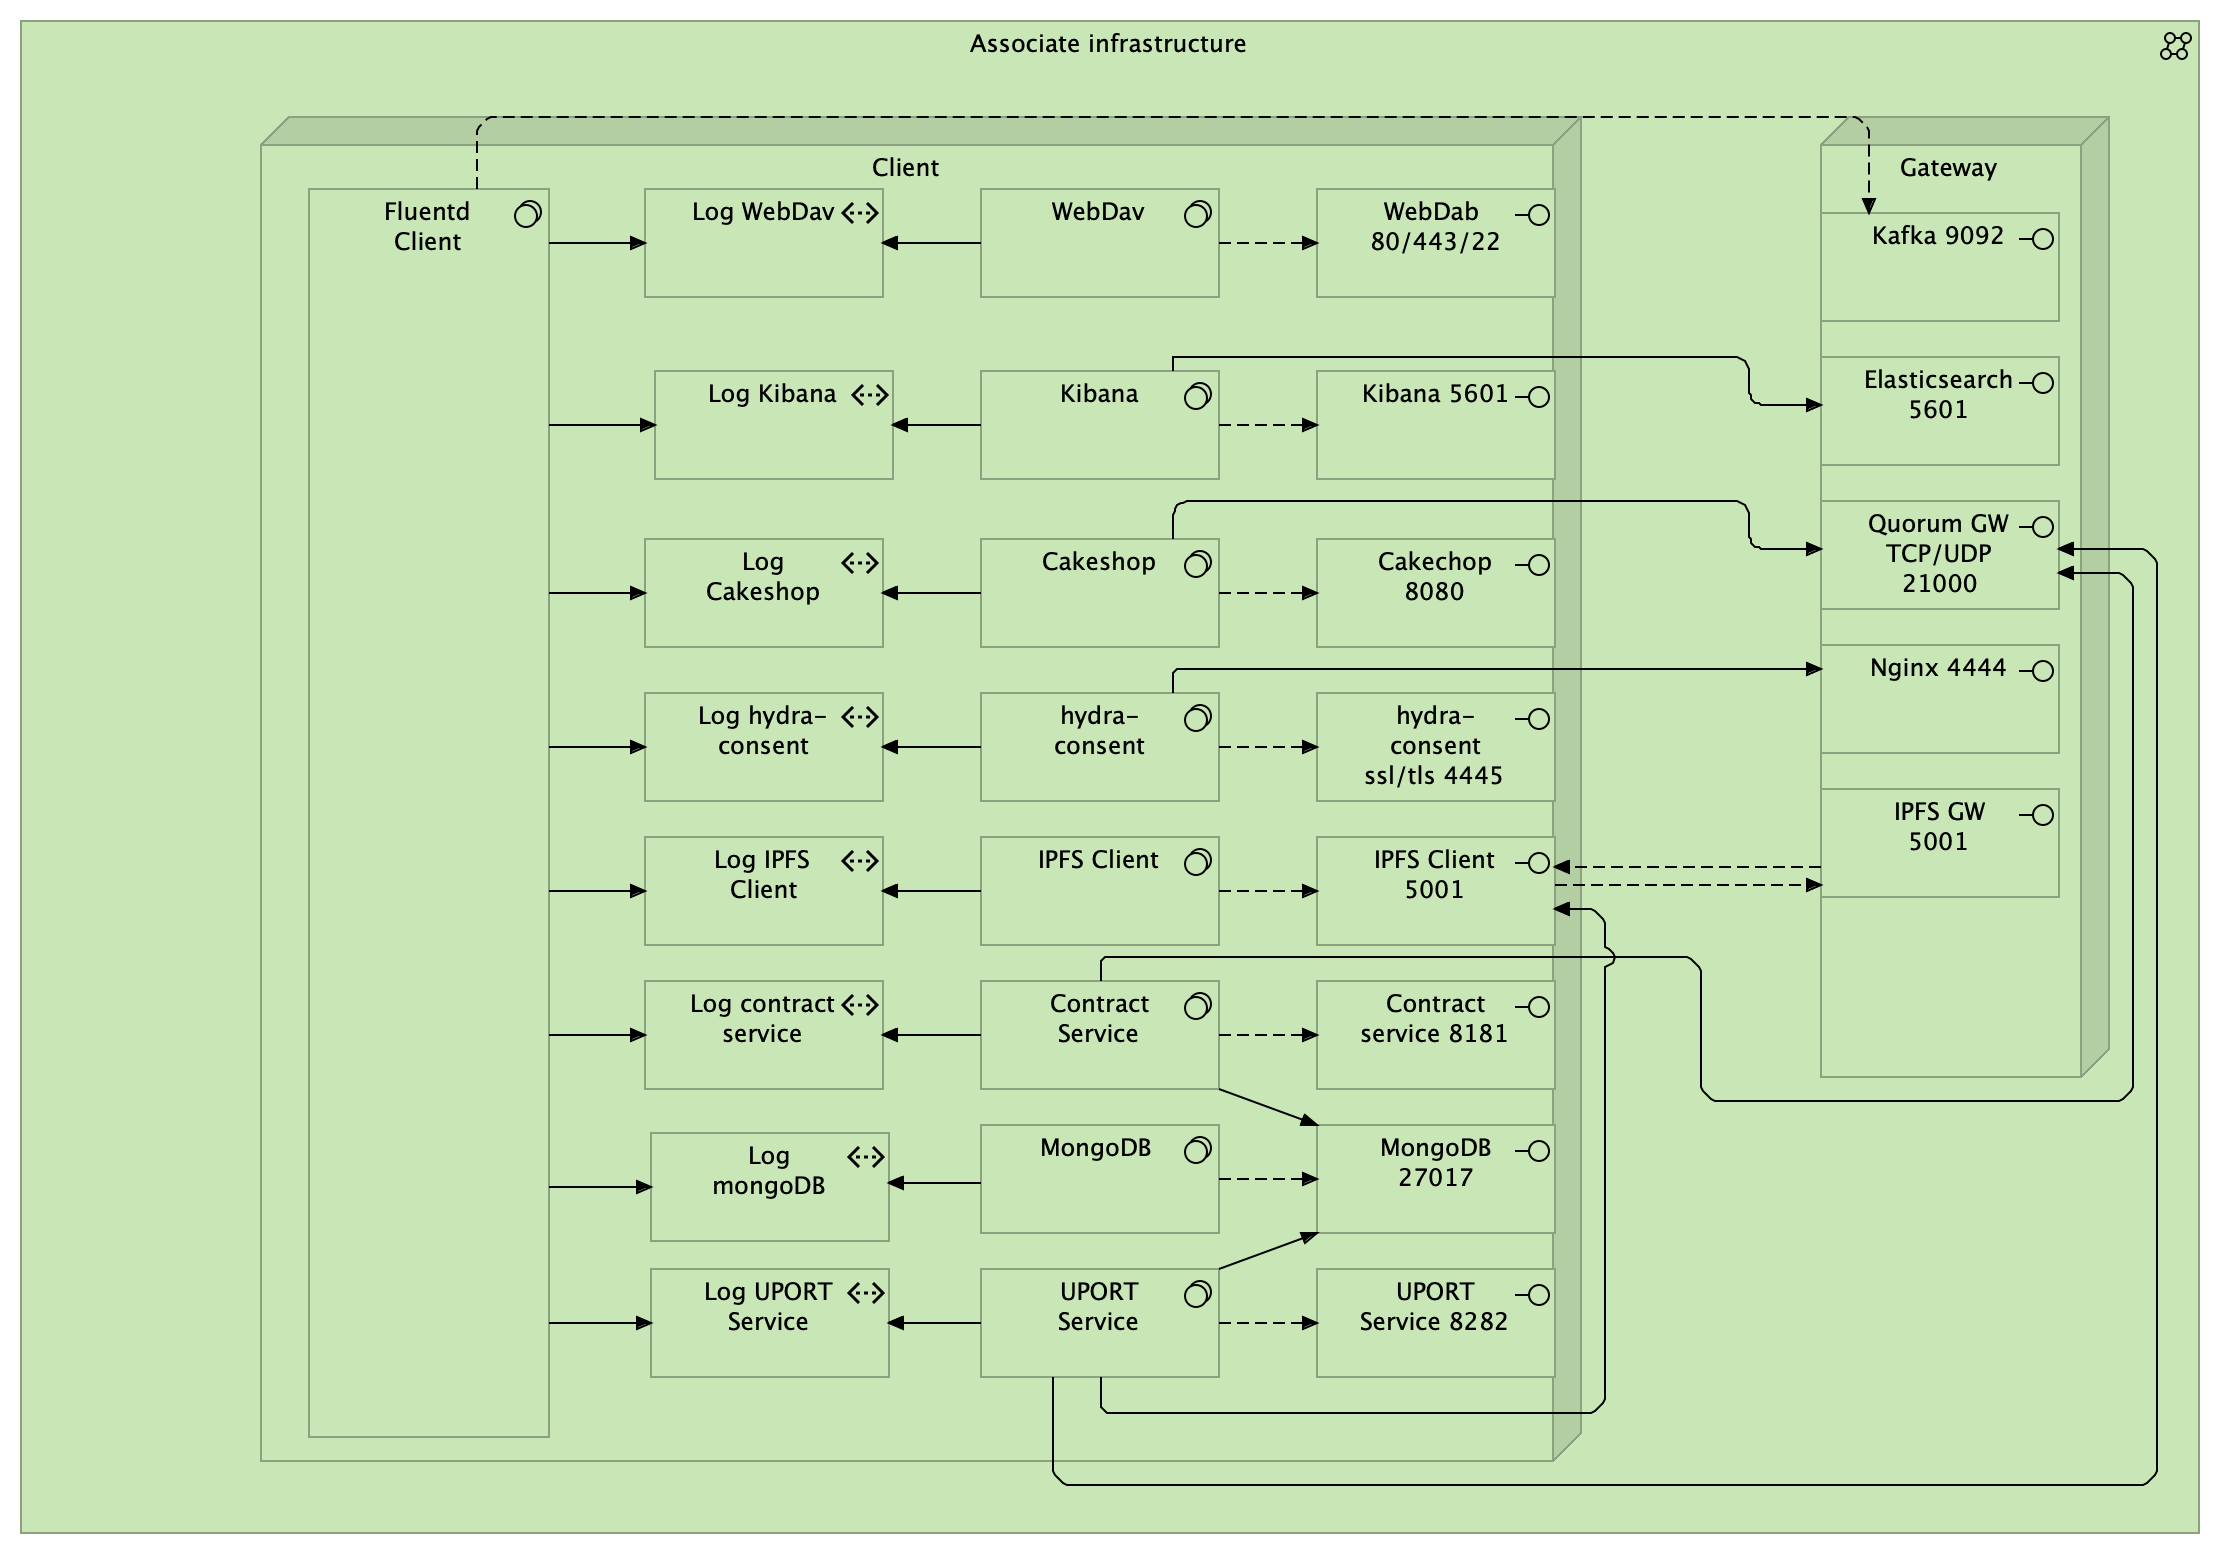 Associate infrastructure
Client
Gateway
Fluentd
Client
Log WebDav
WebDav
WebDab
80/443/22
Kafka 9092
Log Kibana
Kibana
Kibana 5601
Elasticsearch
5601
Log
Cakeshop
Cakeshop
Cakechop
8080
Quorum GW
TCP/UDP
21000
Log hydra-
consent
hydra-
consent
hydra-
consent
ssl/tls 4445
Nginx 4444
Log IPFS
Client
IPFS Client
IPFS Client
5001
IPFS GW
5001
Log contract
service
Contract
Service
Contract
service 8181
Log
mongoDB
MongoDB
MongoDB
27017
Log UPORT
Service
UPORT
Service
UPORT
Service 8282